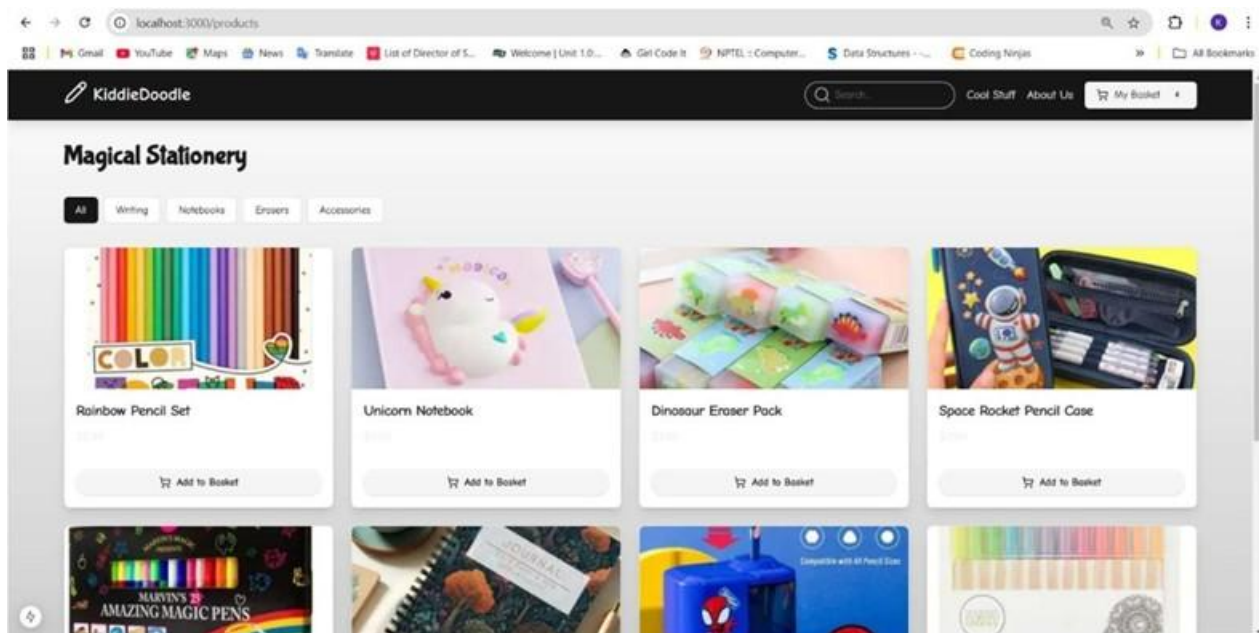 localhost:3000/products
Gmail YouTube Maps News Translate List of Director of S... Welcome | Unit 1.0:... Girl Code It NPTEL :: Computer... Data Structures - -... Coding Ninjas » All Bookmarks
K
KiddieDoodle Search... Cool Stuff About Us My Basket
Magical Stationery
All Writing Notebooks Erasers Accessories
COLOR
Rainbow Pencil Set Unicorn Notebook Dinosaur Eraser Pack Space Rocket Pencil Case
Add to Basket Add to Basket Add to Basket Add to Basket
MARVIN'S 25
AMAZING MAGIC PENS
JOURNAL
Compatible with All Pencil Sizes